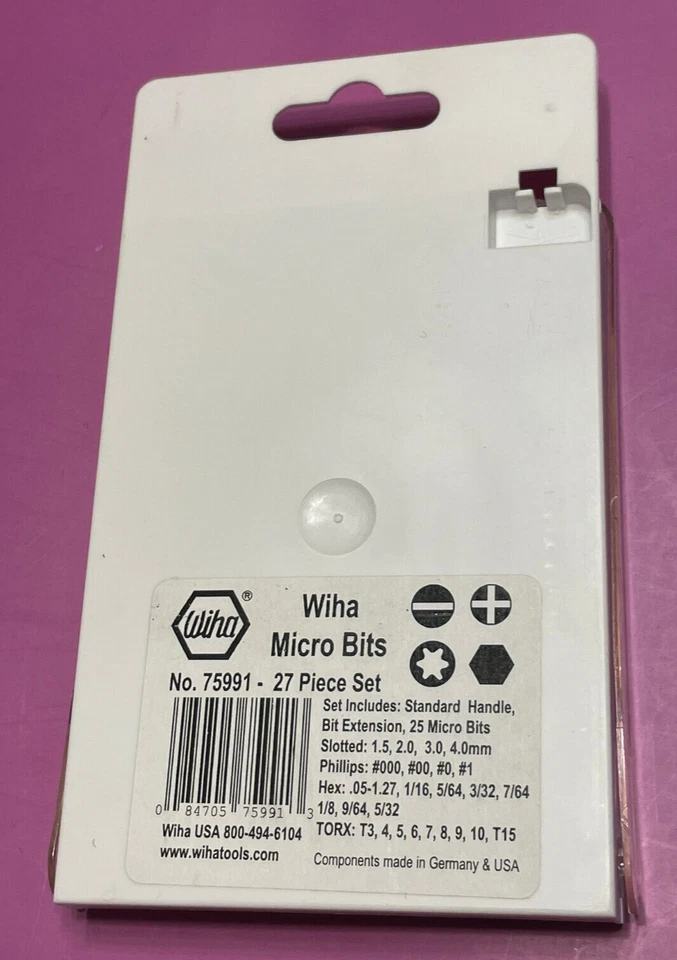 Wiha®
Wiha
Micro Bits
No. 75991 - 27 Piece Set
Set Includes: Standard Handle,
Bit Extension, 25 Micro Bits
Slotted: 1.5, 2.0, 3.0, 4.0mm
Phillips: #000, #00, #0, #1
Hex: .05-1.27, 1/16, 5/64, 3/32, 7/64
1/8, 9/64, 5/32
TORX: T3, 4, 5, 6, 7, 8, 9, 10, T15
0 84705 75991 3
Wiha USA 800-494-6104
www.wihatools.com
Components made in Germany & USA